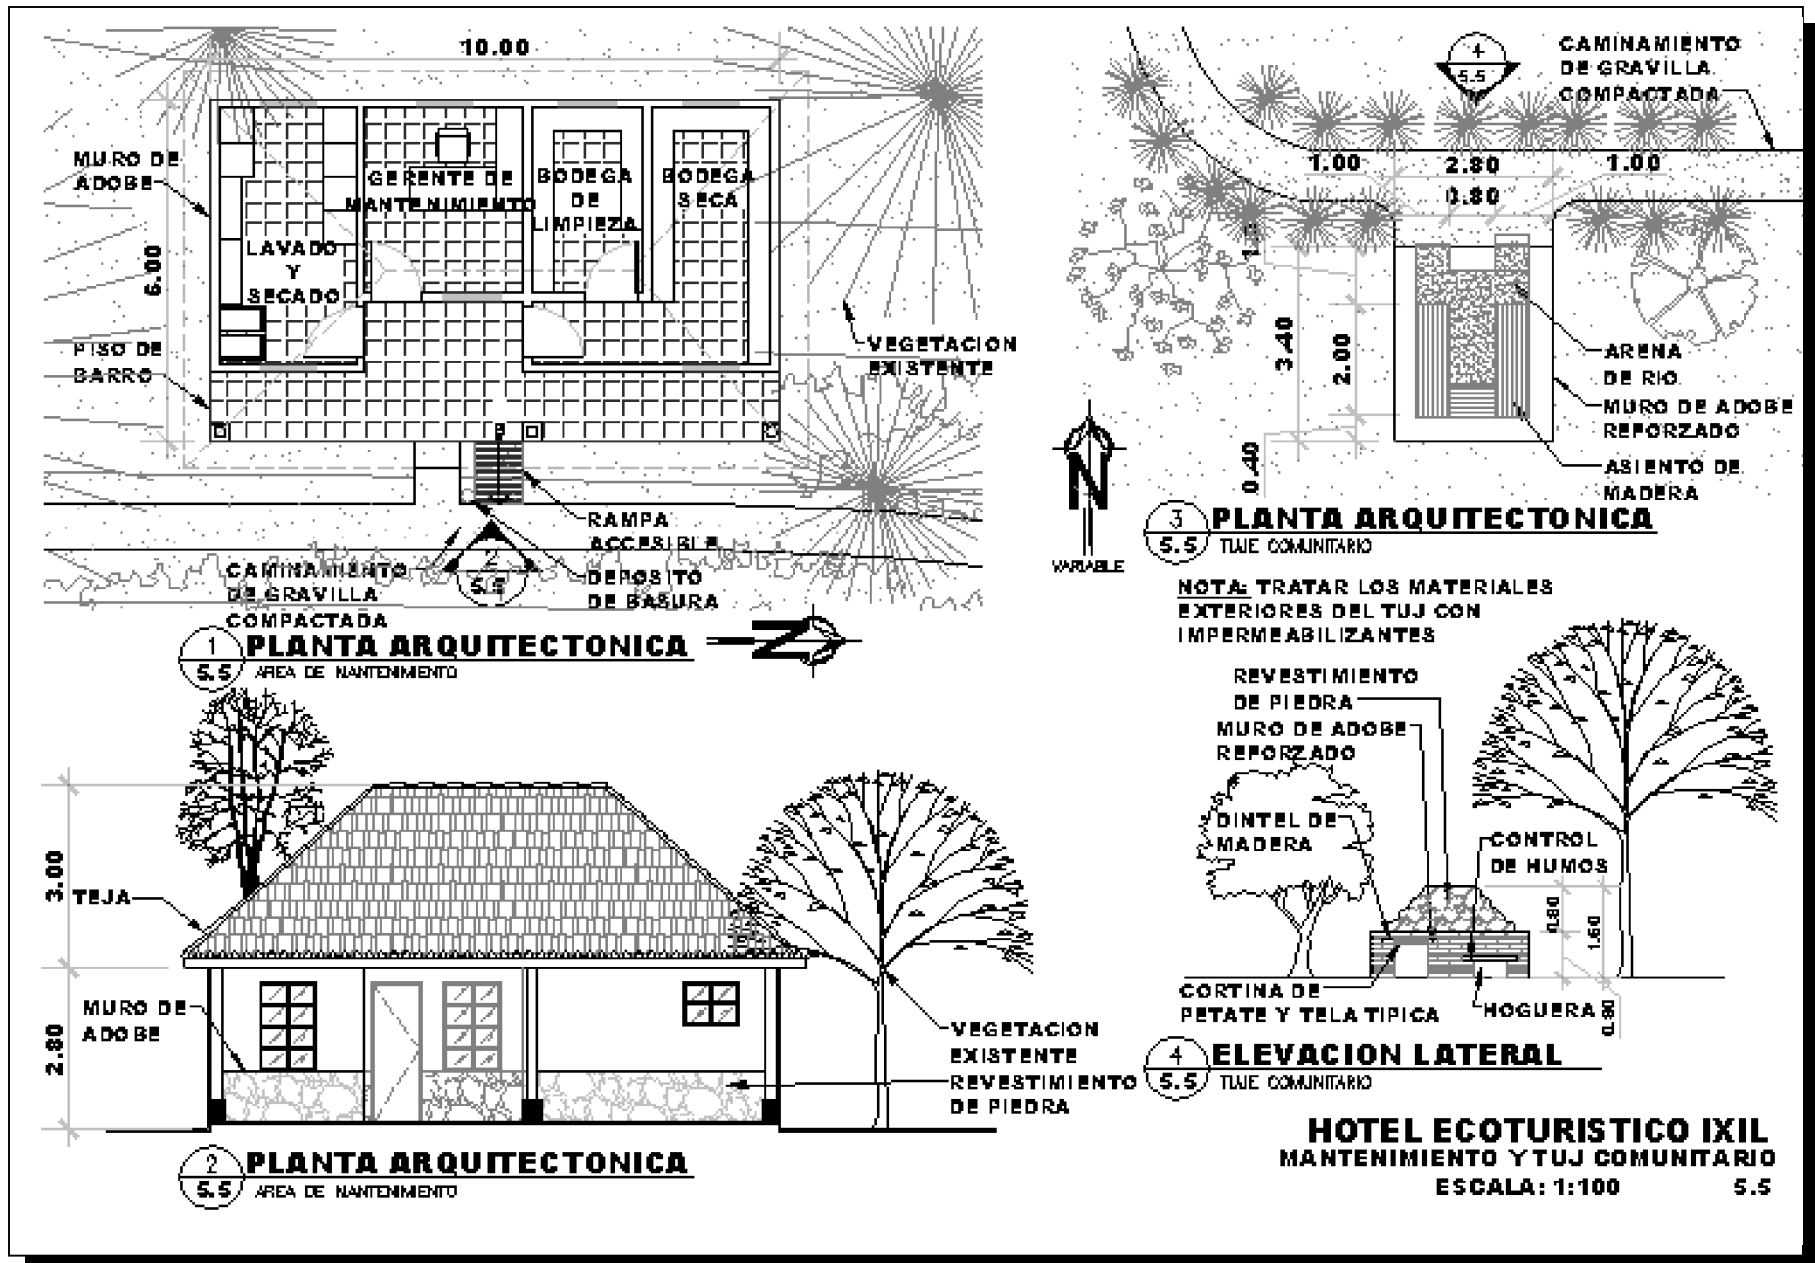 10.00
MURO DE
ADOBE
6.00
GERENTE DE
MANTENIMIENTO
BODEGA
DE
LIMPIEZA
BODEGA
SECA
LAVADO
Y
SECADO
PISO DE
BARRO
VEGETACION
EXISTENTE
RAMPA
ACCESIBLE
DEPOSITO
DE BASURA
2
5.5
CAMINAMIENTO
DE GRAVILLA
COMPACTADA
1
5.5
PLANTA ARQUITECTONICA
AREA DE MANTENIMIENTO
N
4
5.5
CAMINAMIENTO
DE GRAVILLA
COMPACTADA
1.00
2.80
1.00
0.80
3.40
2.00
0.40
ARENA
DE RIO
MURO DE ADOBE
REFORZADO
ASIENTO DE
MADERA
N
VARIABLE
3
5.5
PLANTA ARQUITECTONICA
TUJE COMUNITARIO
NOTA: TRATAR LOS MATERIALES
EXTERIORES DEL TUJ CON
IMPERMEABILIZANTES
3.00
TEJA
2.80
MURO DE
ADOBE
VEGETACION
EXISTENTE
REVESTIMIENTO
DE PIEDRA
2
5.5
PLANTA ARQUITECTONICA
AREA DE MANTENIMIENTO
REVESTIMIENTO
DE PIEDRA
MURO DE ADOBE
REFORZADO
DINTEL DE
MADERA
CONTROL
DE HUMOS
0.80
1.60
0.80
CORTINA DE
PETATE Y TELA TIPICA
HOGUERA
4
5.5
ELEVACION LATERAL
TUJE COMUNITARIO
HOTEL ECOTURISTICO IXIL
MANTENIMIENTO Y TUJ COMUNITARIO
ESCALA: 1:100
5.5